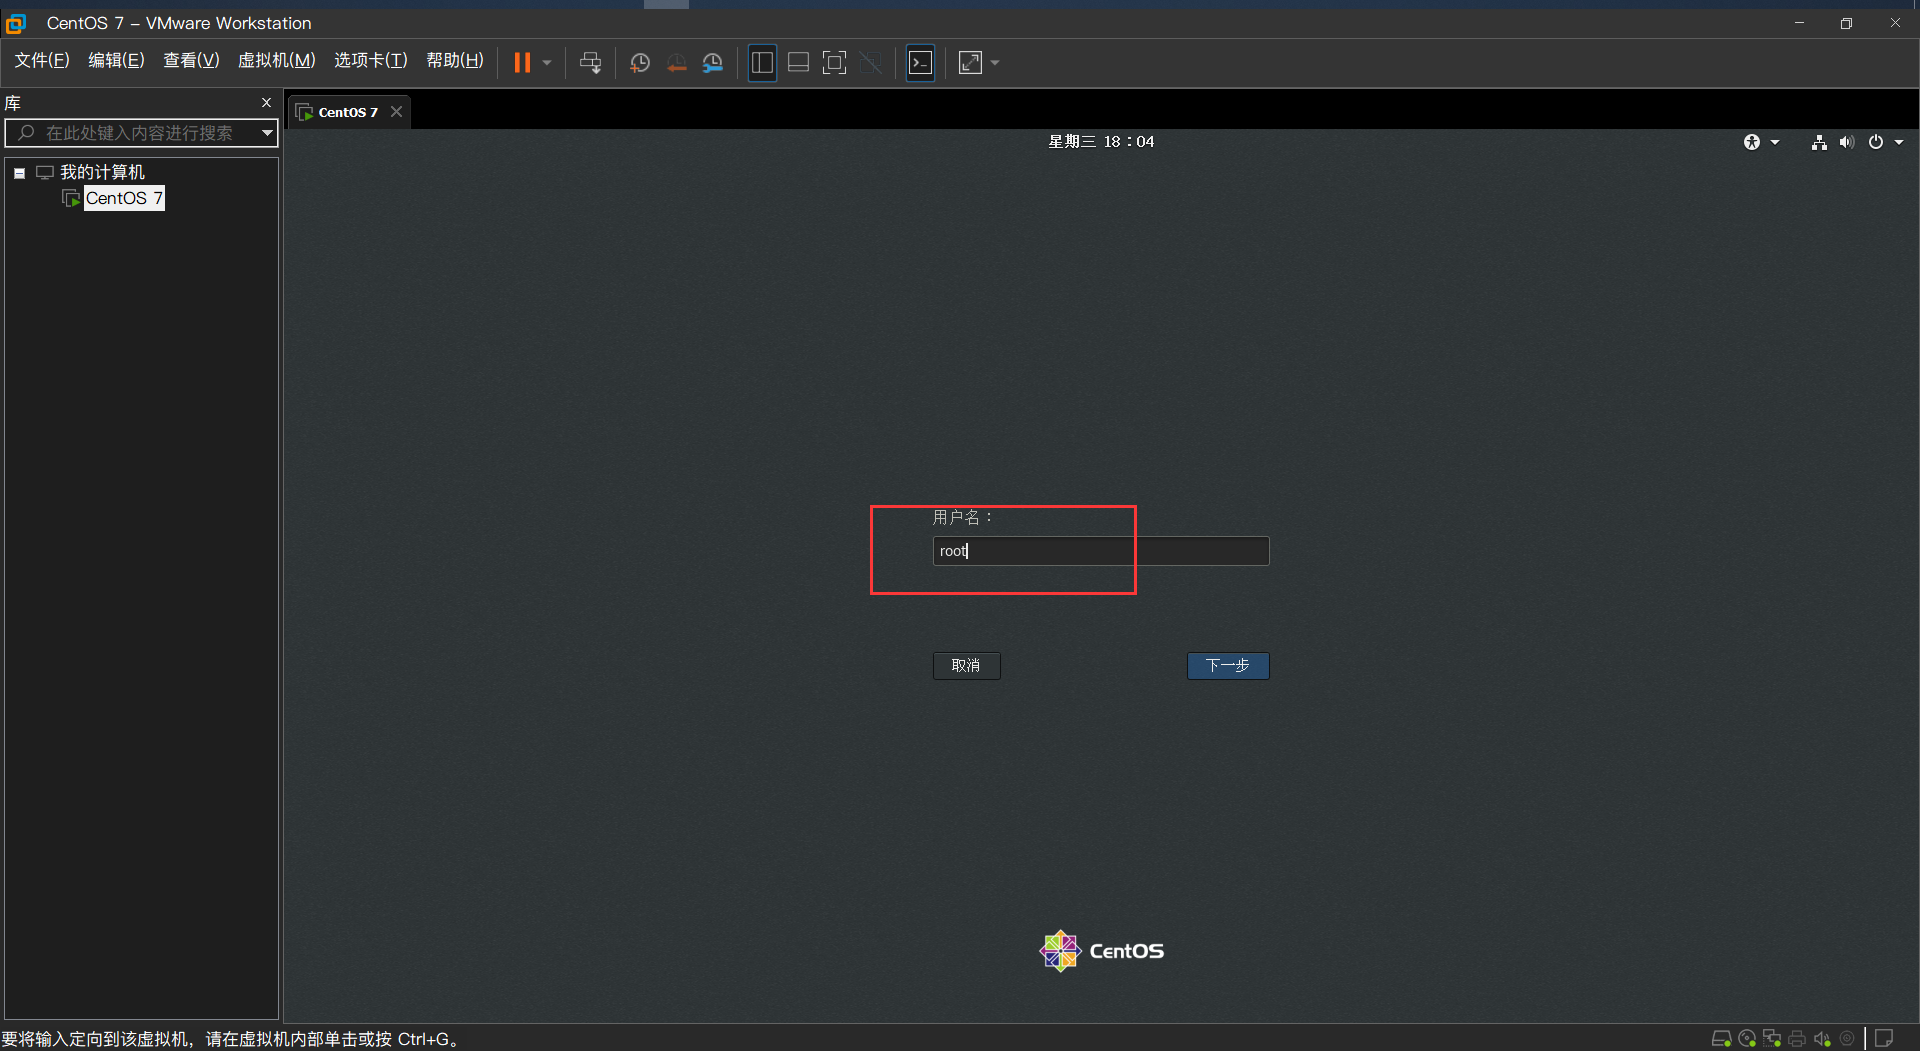 CentOS 7 – VMware Workstation
文件(F) 编辑(E) 查看(V) 虚拟机(M) 选项卡(T) 帮助(H)
库
在此处键入内容进行搜索
我的计算机
CentOS 7
CentOS 7
星期三 18：04
用户名：
root
取消 下一步
CentOS
要将输入定向到该虚拟机，请在虚拟机内部单击或按 Ctrl+G。